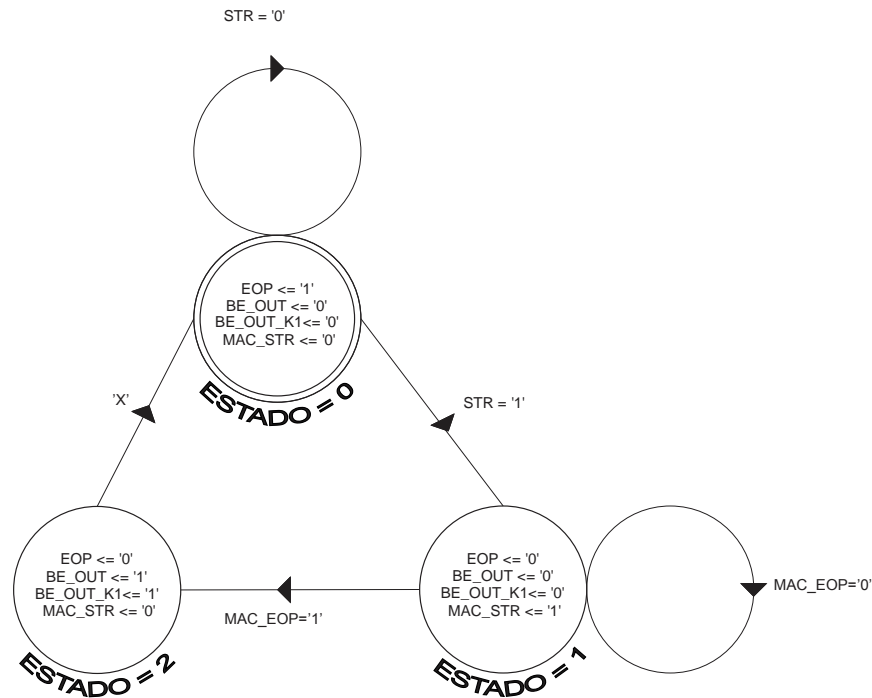 STR = '0'
EOP <= '1'
BE_OUT <= '0'
BE_OUT_K1<= '0'
MAC_STR <= '0'
ESTADO = 0
'X'
STR = '1'
EOP <= '0'
BE_OUT <= '1'
BE_OUT_K1<= '1'
MAC_STR <= '0'
ESTADO = 2
MAC_EOP='1'
EOP <= '0'
BE_OUT <= '0'
BE_OUT_K1<= '0'
MAC_STR <= '1'
ESTADO = 1
MAC_EOP='0'